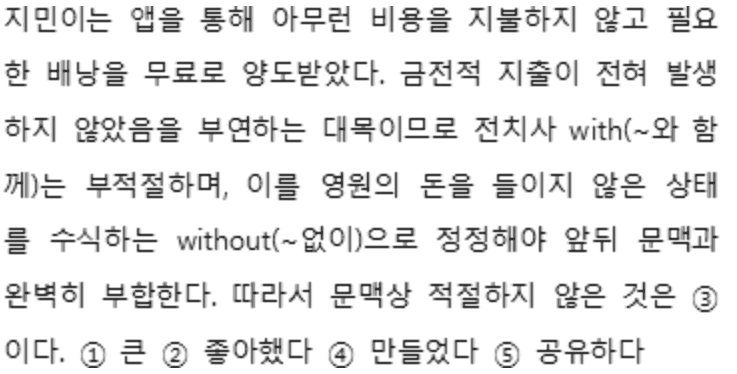 지민이는 앱을 통해 아무런 비용을 지불하지 않고 필요
한 배낭을 무료로 양도받았다. 금전적 지출이 전혀 발생
하지 않았음을 부연하는 대목이므로 전치사 with(~와 함
께)는 부적절하며, 이를 영원의 돈을 들이지 않은 상태
를 수식하는 without(~없이)으로 정정해야 앞뒤 문맥과
완벽히 부합한다. 따라서 문맥상 적절하지 않은 것은 ③
이다. ① 큰 ② 좋아했다 ④ 만들었다 ⑤ 공유하다